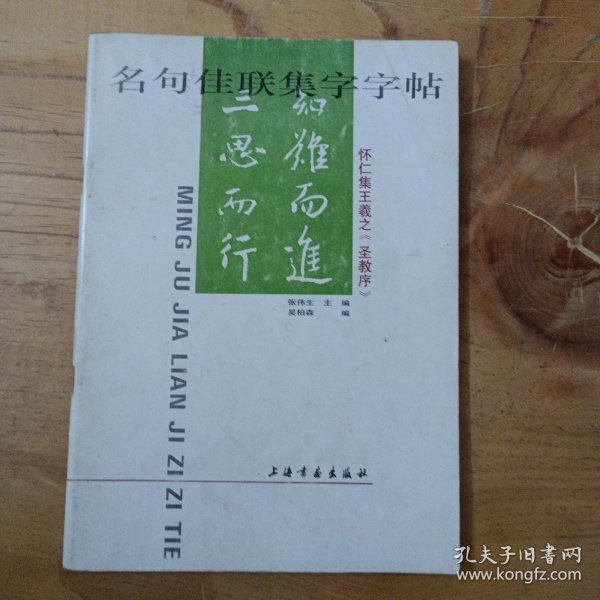 名句佳联集字字帖
知難而進
三思而行
怀仁集王羲之《圣教序》
张伟生 主编
吴柏森 编
MING JU JIA LIAN JI ZI ZI TIE
上海书画出版社
孔夫子旧书网
www.kongfz.com